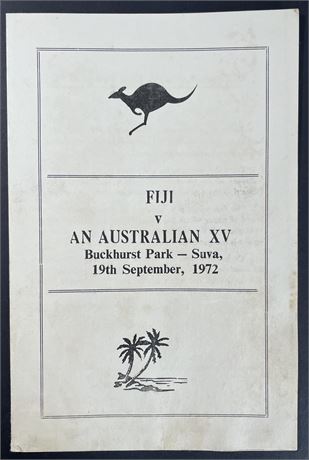 FIJI
v
AN AUSTRALIAN XV
Buckhurst Park — Suva,
19th September, 1972